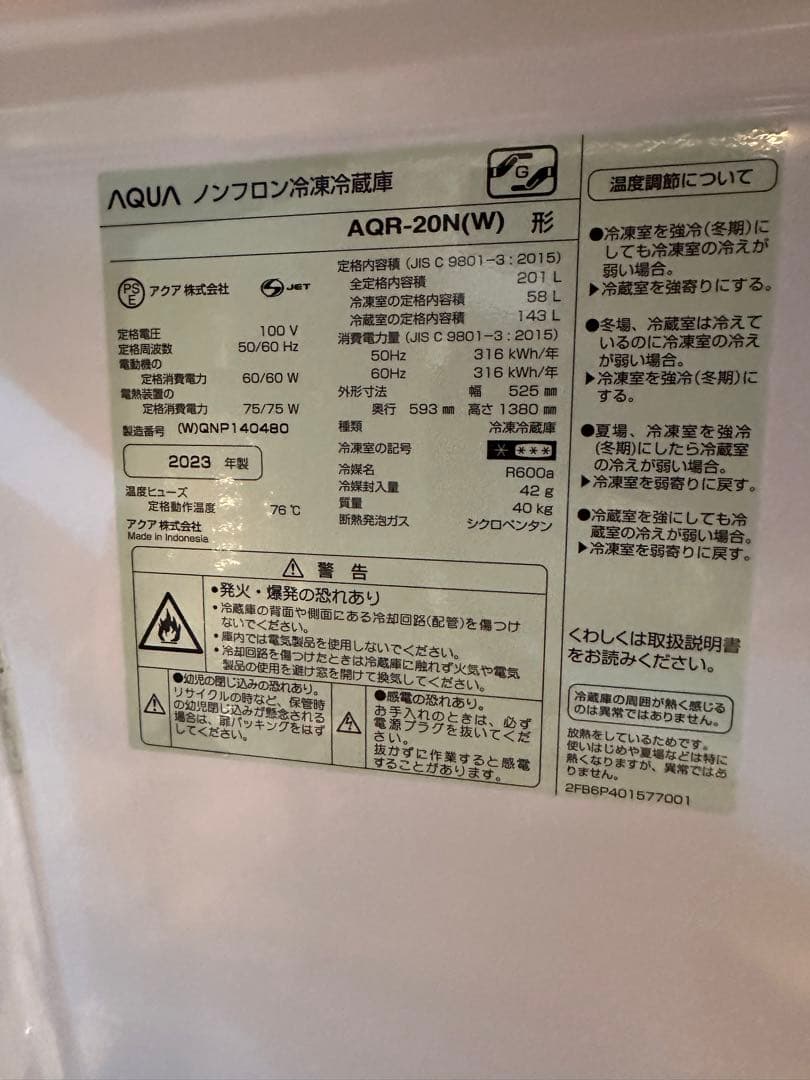 AQUA ノンフロン冷凍冷蔵庫
G
AQR-20N(W) 形
PS
E
アクア 株式会社
JET
定格電圧 100 V
定格周波数 50/60 Hz
電動機の
定格消費電力 60/60 W
電熱装置の
定格消費電力 75/75 W
製造番号 (W)QNP140480
2023 年製
温度ヒューズ
定格動作温度 76 ℃
アクア 株式会社
Made in Indonesia
定格内容積 (JIS C 9801-3 : 2015)
全定格内容積 201 L
冷凍室の定格内容積 58 L
冷蔵室の定格内容積 143 L
消費電力量 (JIS C 9801-3 : 2015)
50Hz 316 kWh/年
60Hz 316 kWh/年
外形寸法 幅 525 ㎜
奥行 593 ㎜ 高さ 1380 ㎜
種類 冷凍冷蔵庫
冷凍室の記号 * ***
冷媒名 R600a
冷媒封入量 42 g
質量 40 kg
断熱発泡ガス シクロペンタン
⚠ 警 告
•発火・爆発の恐れあり
・冷蔵庫の背面や側面にある冷却回路(配管)を傷つけ
ないでください。
・庫内では電気製品を使用しないでください。
・冷却回路を傷つけたときは冷蔵庫に触れず火気や電気
製品の使用を避け窓を開けて換気してください。
●幼児の閉じ込みの恐れあり。
リサイクルの時など、保管時
の幼児閉じ込みが懸念される
場合は、扉パッキングをはず
してください。
●感電の恐れあり。
お手入れのときは、必ず
電源プラグを抜いてくだ
さい。
抜かずに作業すると感電
することがあります。
温度調節について
●冷凍室を強冷(冬期)に
しても冷凍室の冷えが
弱い場合。
▶冷蔵室を強寄りにする。
●冬場、冷蔵室は冷えて
いるのに冷凍室の冷え
が弱い場合。
▶冷凍室を強冷(冬期)に
する。
●夏場、冷凍室を強冷
(冬期)にしたら冷蔵室
の冷えが弱い場合。
▶冷凍室を弱寄りに戻す。
●冷蔵室を強にしても冷
蔵室の冷えが弱い場合。
▶冷凍室を弱寄りに戻す。
くわしくは取扱説明書
をお読みください。
冷蔵庫の周囲が熱く感じる
のは異常ではありません。
放熱をしているためです。
使いはじめや夏場などは特に
熱くなりますが、異常ではあ
りません。
2FB6P401577001